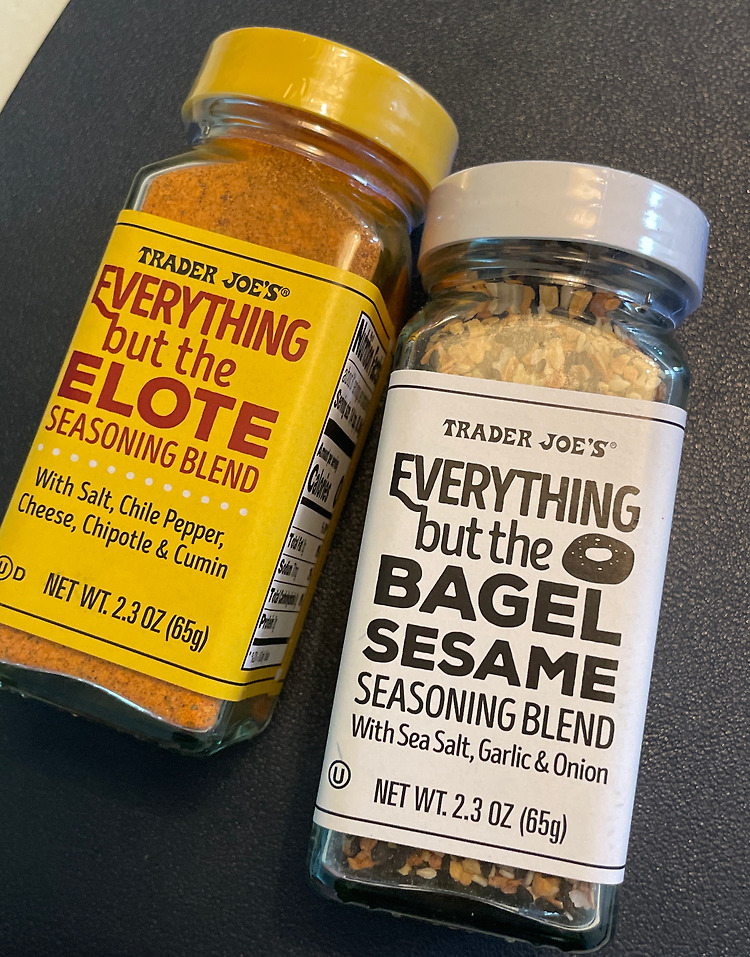 TRADER JOE'S®
EVERYTHING
but the
ELOTE
SEASONING BLEND
With Salt, Chile Pepper,
Cheese, Chipotle & Cumin
U D
NET WT. 2.3 OZ (65g)
Calories
TRADER JOE'S®
EVERYTHING
but the
BAGEL
SESAME
SEASONING BLEND
With Sea Salt, Garlic & Onion
U
NET WT. 2.3 OZ (65g)